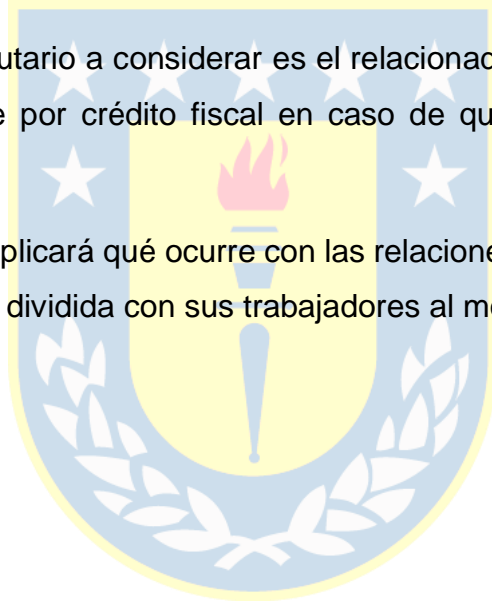 utario a considerar es el relacionad
e por crédito fiscal en caso de qu
plicará qué ocurre con las relacione
dividida con sus trabajadores al m